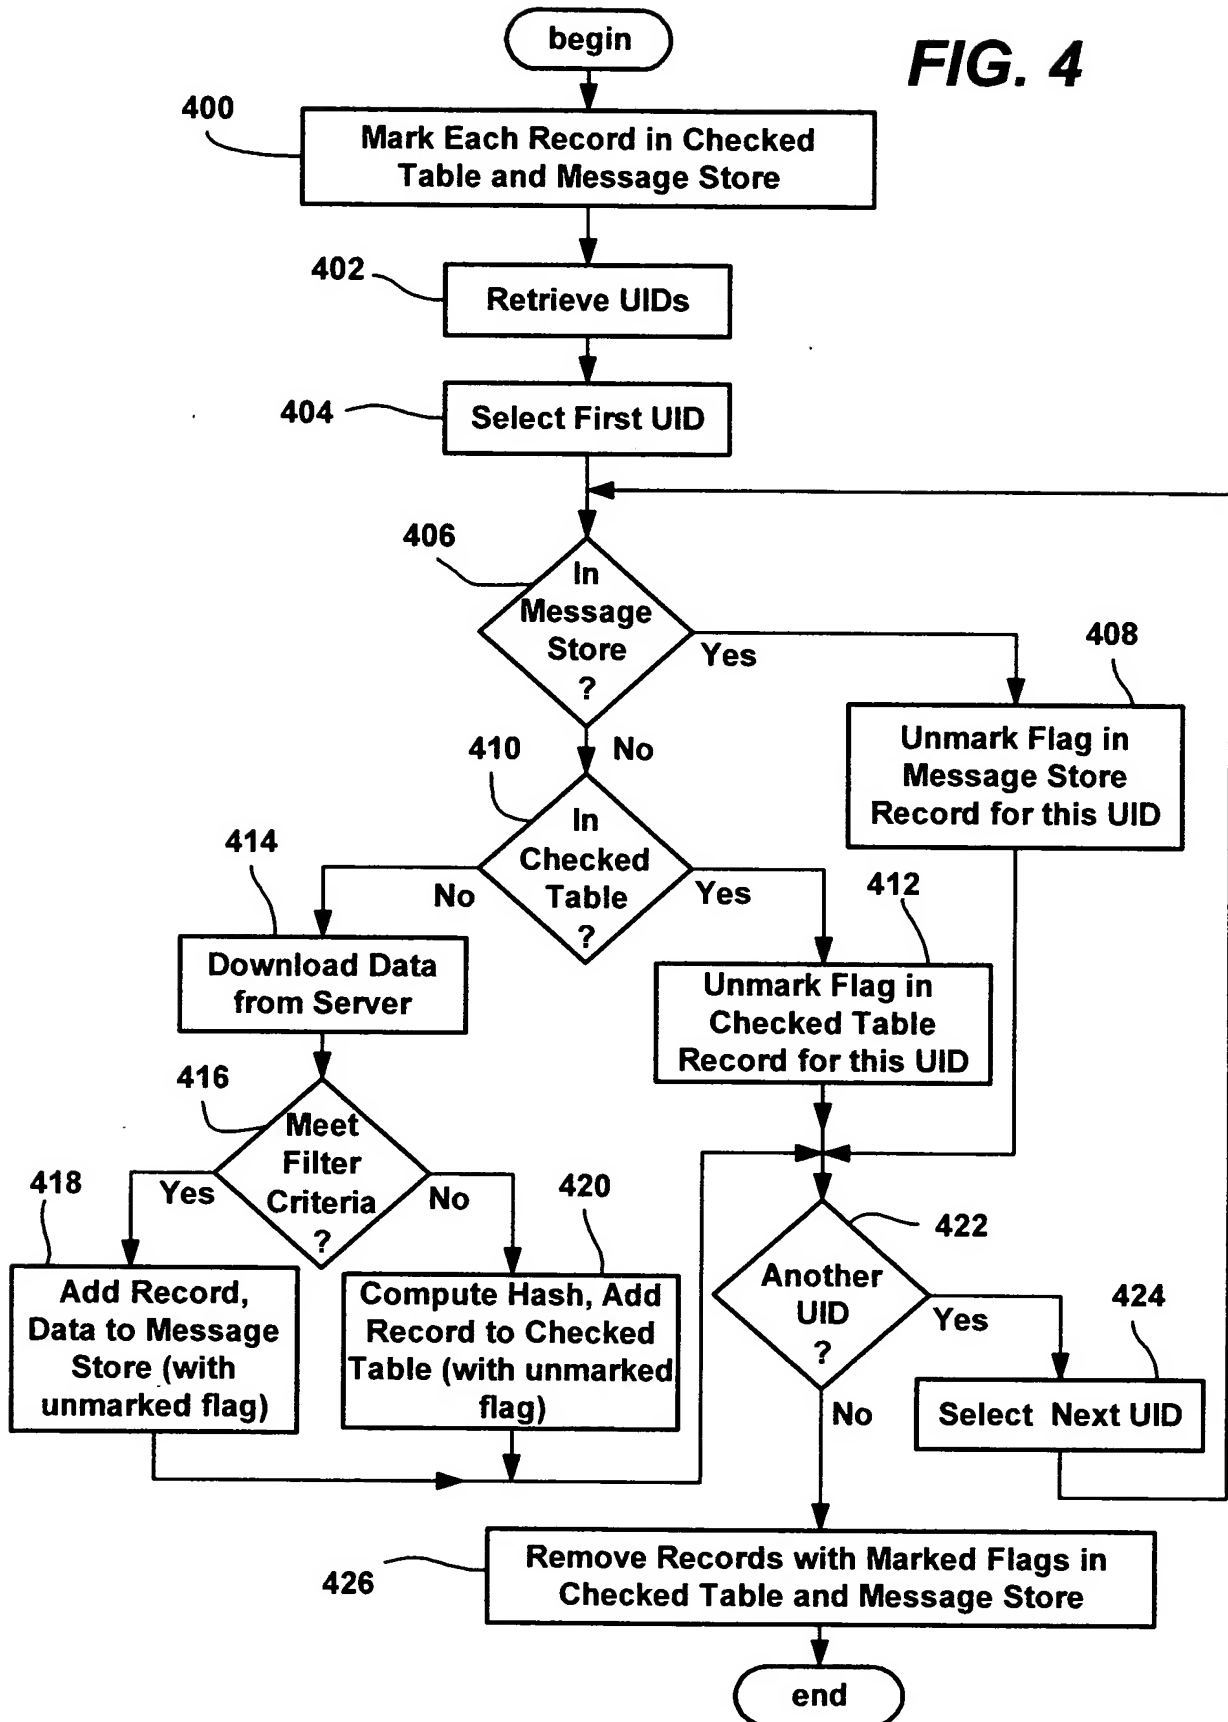 begin
FIG. 4
400
Mark Each Record in Checked
Table and Message Store
402
Retrieve UIDs
404
Select First UID
406
In
Message
Store
?
Yes
408
Unmark Flag in
Message Store
Record for this UID
No
410
In
Checked
Table
?
No
Yes
414
Download Data
from Server
412
Unmark Flag in
Checked Table
Record for this UID
416
Meet
Filter
Criteria
?
Yes
No
418
Add Record,
Data to Message
Store (with
unmarked flag)
420
Compute Hash, Add
Record to Checked
Table (with unmarked
flag)
422
Another
UID
?
Yes
424
Select Next UID
No
426
Remove Records with Marked Flags in
Checked Table and Message Store
end